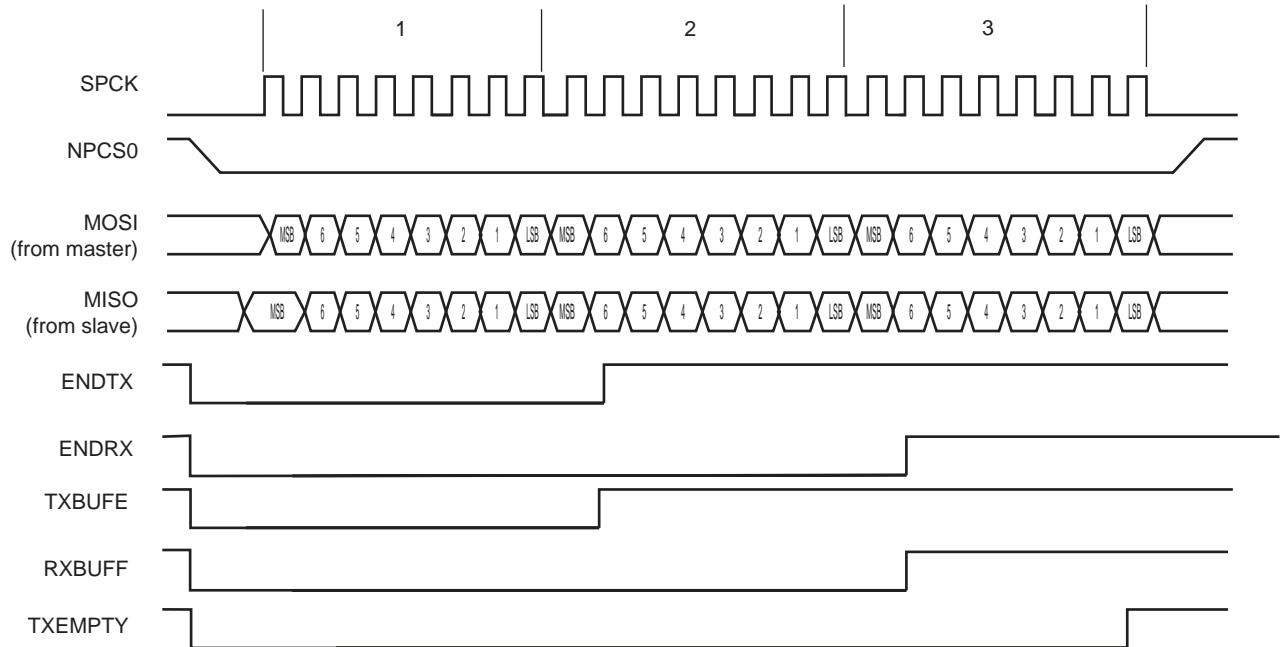 1 2 3
SPCK
NPCS0
MOSI
(from master)
MSB 6 5 4 3 2 1 LSB MSB 6 5 4 3 2 1 LSB MSB 6 5 4 3 2 1 LSB
MISO
(from slave)
MSB 6 5 4 3 2 1 LSB MSB 6 5 4 3 2 1 LSB MSB 6 5 4 3 2 1 LSB
ENDTX
ENDRX
TXBUFE
RXBUFF
TXEMPTY